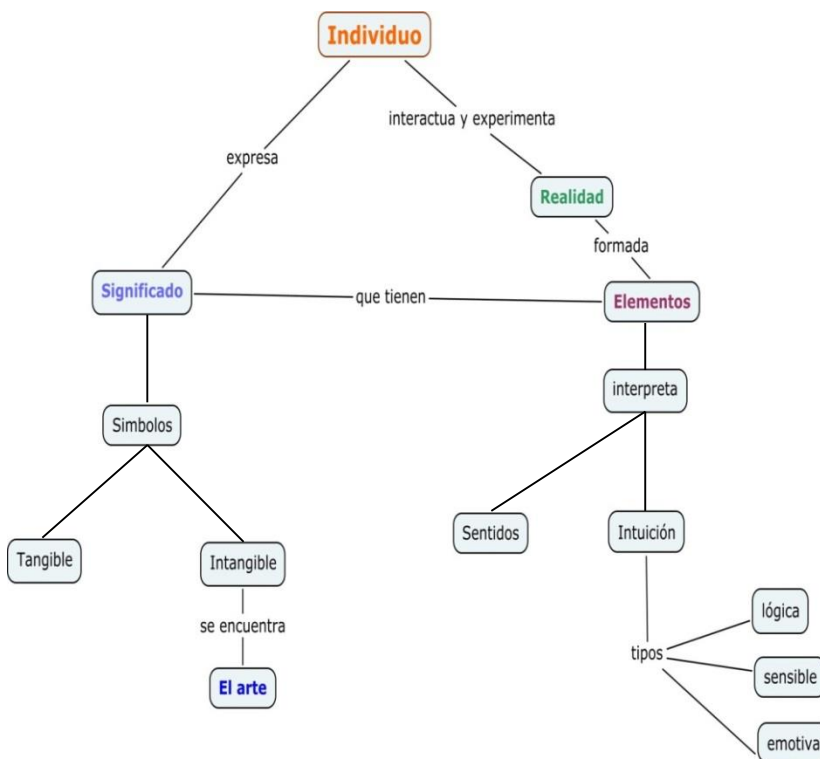 Individuo
interactua y experimenta
expresa
Realidad
formada
Significado
que tienen
Elementos
interpreta
Simbolos
Sentidos
Intuición
Tangible
Intangible
lógica
se encuentra
tipos
sensible
El arte
emotiva